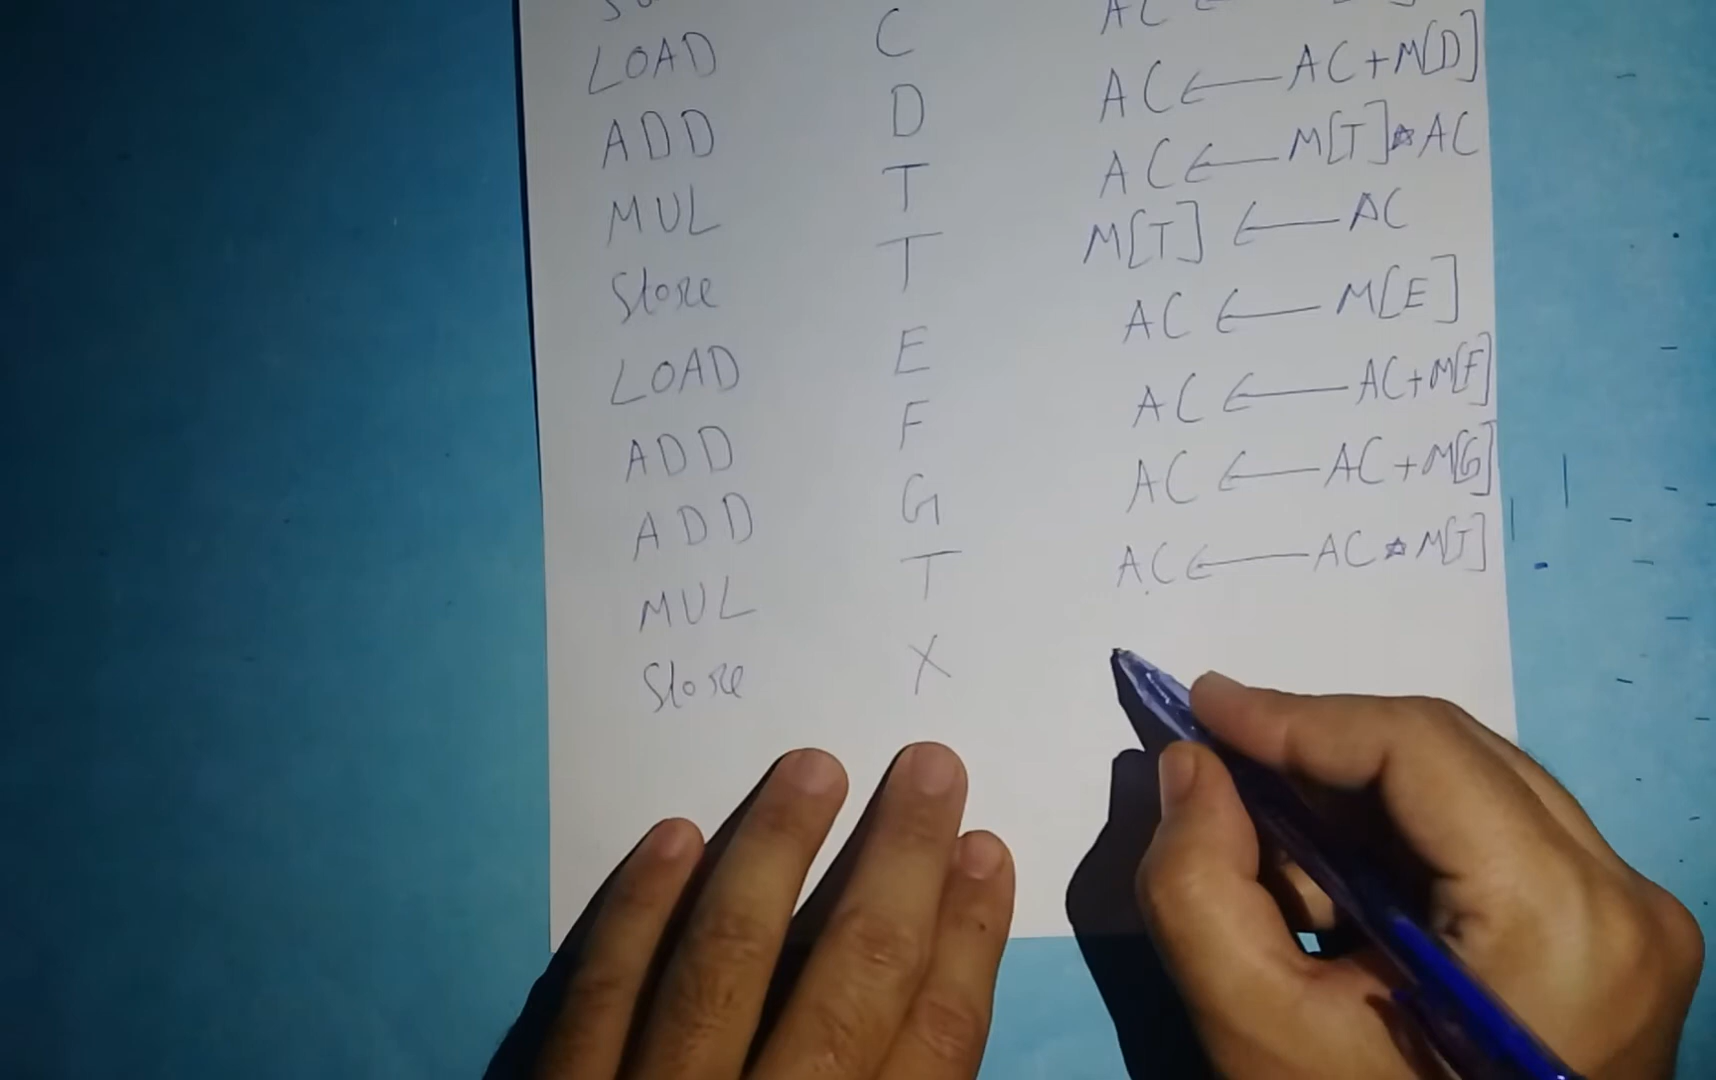 LOAD C AC
ADD D AC ← AC + M[D]
MUL T AC ← M[T] * AC
Store T M[T] ← AC
LOAD E AC ← M[E]
ADD F AC ← AC + M[F]
ADD G AC ← AC + M[G]
MUL T AC ← AC * M[T]
Store X